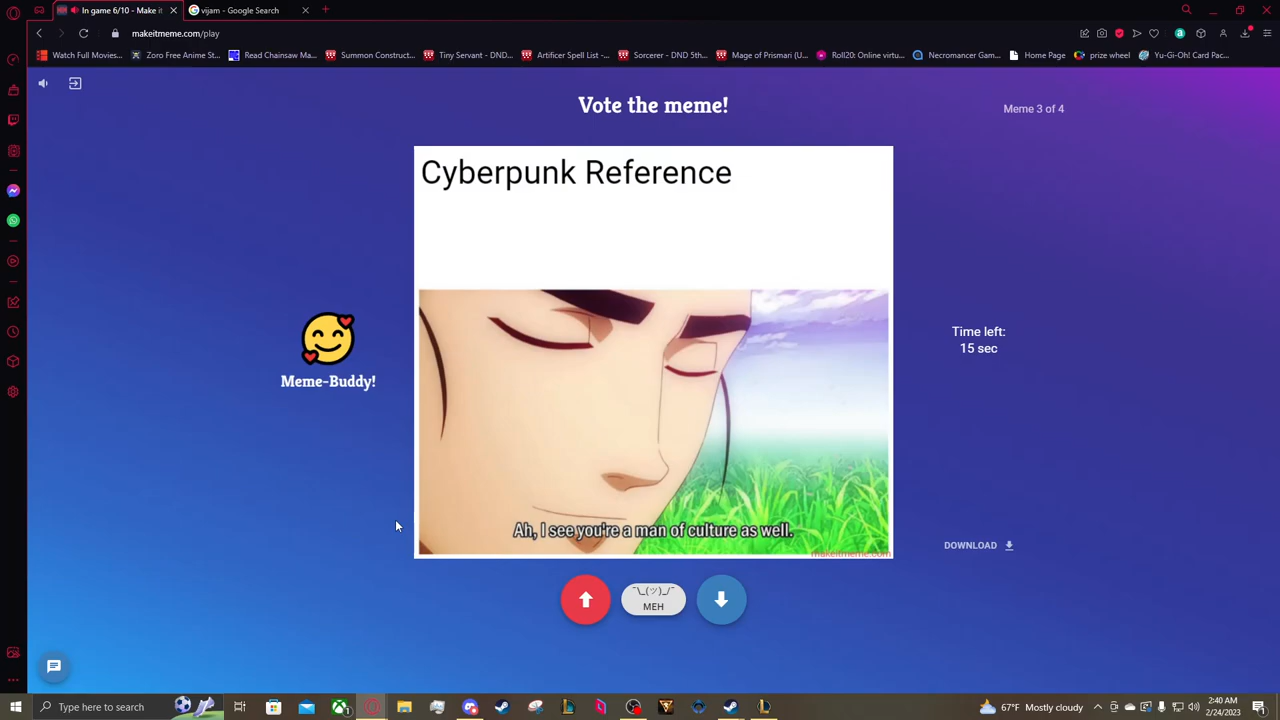 In game 6/10 - Make it
vijam - Google Search
makeitmeme.com/play
Watch Full Movies...
Zoro Free Anime St...
Read Chainsaw Ma...
Summon Construct...
Tiny Servant - DND...
Artificer Spell List -...
Sorcerer - DND 5th...
Mage of Prismari (U...
Roll20: Online virtu...
Necromancer Gam...
Home Page
prize wheel
Yu-Gi-Oh! Card Pac...
Vote the meme!
Meme 3 of 4
Cyberpunk Reference
Meme-Buddy!
Time left:
15 sec
Ah, I see you're a man of culture as well.
makeitmeme.com
DOWNLOAD
¯\_(ツ)_/¯
MEH
Type here to search
67°F Mostly cloudy
2:40 AM
2/24/2023